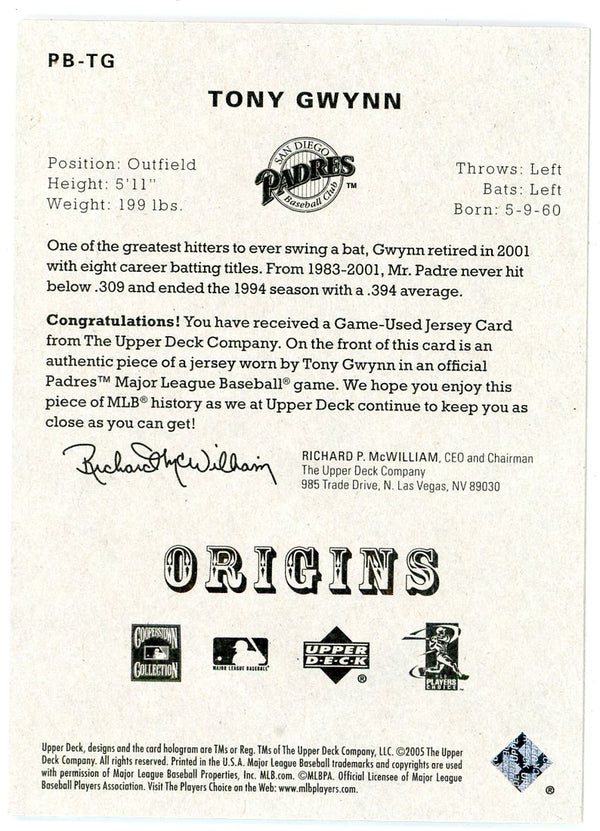 PB-TG
TONY GWYNN
Position: Outfield
Height: 5'11"
Weight: 199 lbs.
SAN DIEGO
PADRES™
Baseball Club
Throws: Left
Bats: Left
Born: 5-9-60
One of the greatest hitters to ever swing a bat, Gwynn retired in 2001
with eight career batting titles. From 1983-2001, Mr. Padre never hit
below .309 and ended the 1994 season with a .394 average.
Congratulations! You have received a Game-Used Jersey Card
from The Upper Deck Company. On the front of this card is an
authentic piece of a jersey worn by Tony Gwynn in an official
Padres™ Major League Baseball® game. We hope you enjoy this
piece of MLB® history as we at Upper Deck continue to keep you as
close as you can get!
Richard McWilliam
RICHARD P. McWILLIAM, CEO and Chairman
The Upper Deck Company
985 Trade Drive, N. Las Vegas, NV 89030
ORIGINS
COOPERSTOWN
COLLECTION
MAJOR LEAGUE BASEBALL
UPPER
DECK®
MLB
PLAYERS
CHOICE
Upper Deck, designs and the card hologram are TMs or Reg. TMs of The Upper Deck Company, LLC. ©2005 The Upper
Deck Company. All rights reserved. Printed in the U.S.A. Major League Baseball trademarks and copyrights are used
with permission of Major League Baseball Properties, Inc. MLB.com. ©MLBPA. Official Licensee of Major League
Baseball Players Association. Visit The Players Choice on the Web: www.mlbplayers.com.
®